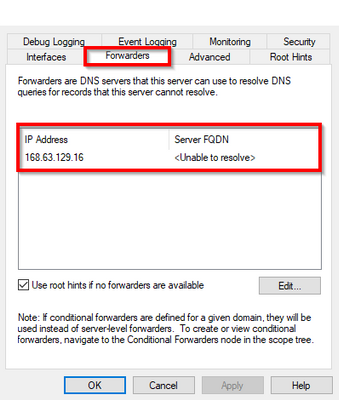 Debug Logging Event Logging Monitoring Security
Interfaces Forwarders Advanced Root Hints
Forwarders are DNS servers that this server can use to resolve DNS
queries for records that this server cannot resolve.
IP Address Server FQDN
168.63.129.16 <Unable to resolve>
Use root hints if no forwarders are available Edit...
Note: If conditional forwarders are defined for a given domain, they will be
used instead of server-level forwarders. To create or view conditional
forwarders, navigate to the Conditional Forwarders node in the scope tree.
OK Cancel Apply Help